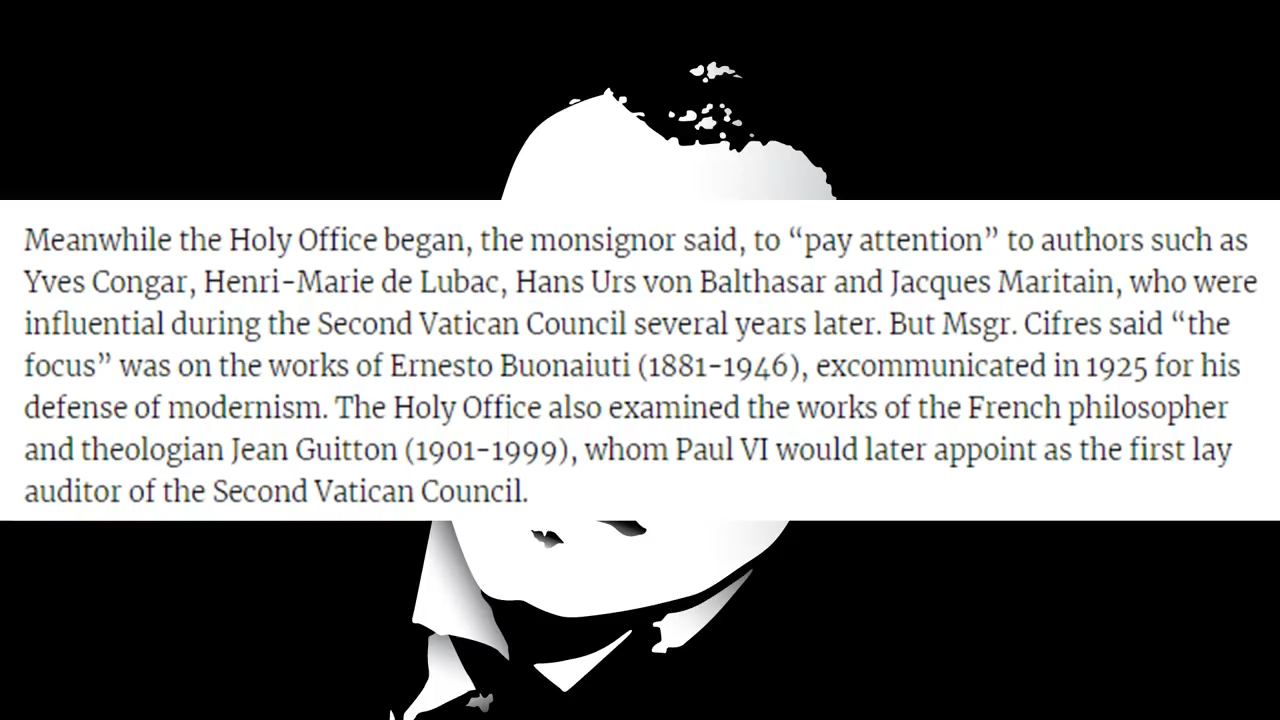 Meanwhile the Holy Office began, the monsignor said, to “pay attention” to authors such as
Yves Congar, Henri-Marie de Lubac, Hans Urs von Balthasar and Jacques Maritain, who were
influential during the Second Vatican Council several years later. But Msgr. Cifres said “the
focus” was on the works of Ernesto Buonaiuti (1881-1946), excommunicated in 1925 for his
defense of modernism. The Holy Office also examined the works of the French philosopher
and theologian Jean Guitton (1901-1999), whom Paul VI would later appoint as the first lay
auditor of the Second Vatican Council.